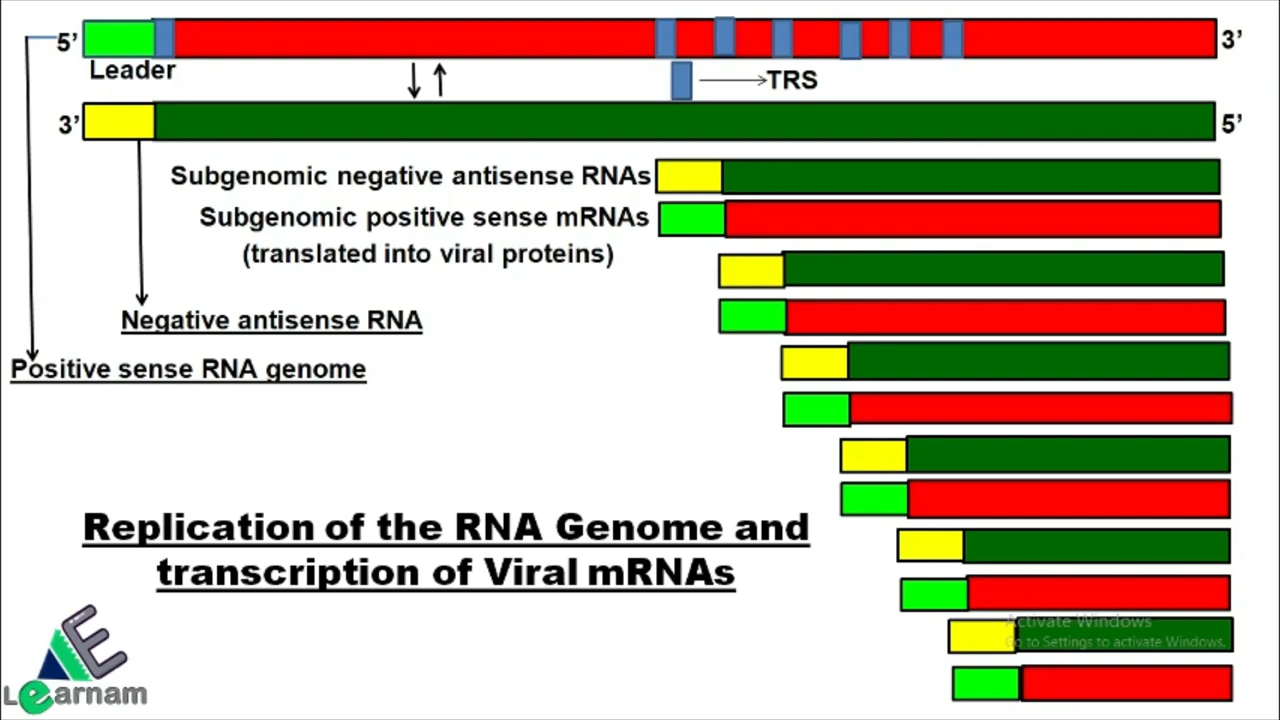 5’
3’
Leader
TRS
3’
5’
Subgenomic negative antisense RNAs
Subgenomic positive sense mRNAs
(translated into viral proteins)
Negative antisense RNA
Positive sense RNA genome
Replication of the RNA Genome and
transcription of Viral mRNAs
Activate Windows
Go to Settings to activate Windows.
E
Learnam